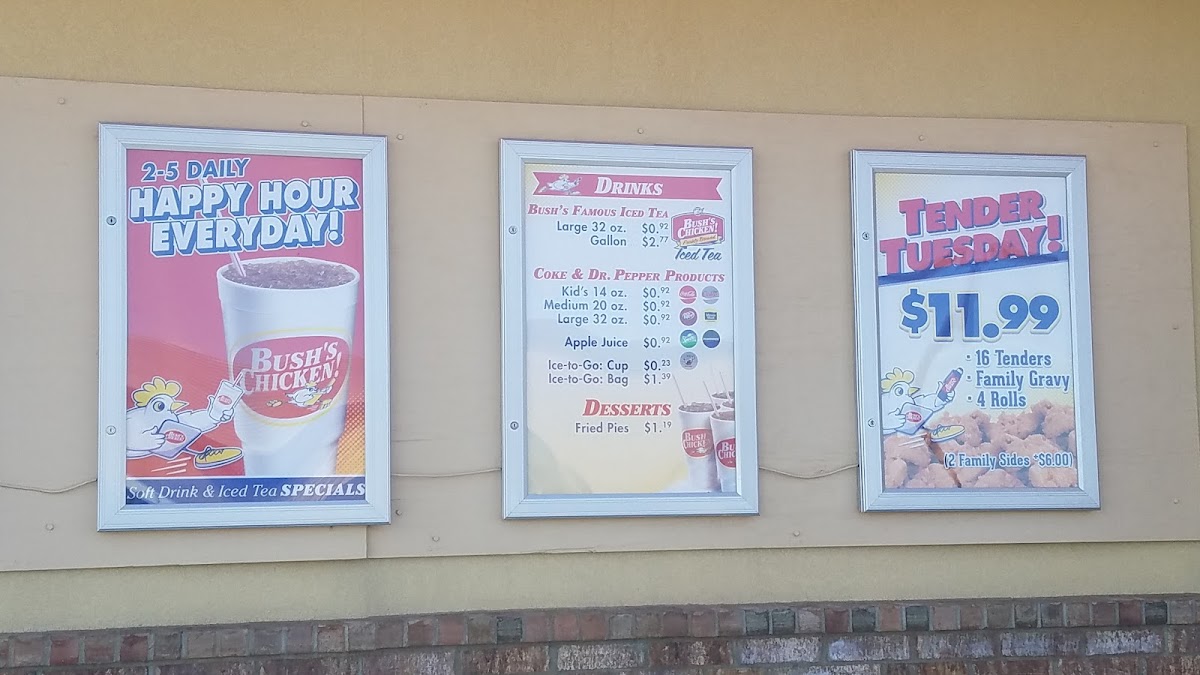 2-5 DAILY
HAPPY HOUR
EVERYDAY!
BUSH'S
CHICKEN!
Soft Drink & Iced Tea SPECIALS
DRINKS
BUSH'S FAMOUS ICED TEA
Large 32 oz. $0.92
Gallon $2.77
BUSH'S
CHICKEN!
Iced Tea
COKE & DR. PEPPER PRODUCTS
Kid's 14 oz. $0.92
Medium 20 oz. $0.92
Large 32 oz. $0.92
Apple Juice $0.92
Ice-to-Go: Cup $0.23
Ice-to-Go: Bag $1.39
DESSERTS
Fried Pies $1.19
TENDER
TUESDAY!
$11.99
• 16 Tenders
• Family Gravy
• 4 Rolls
(2 Family Sides +$6.00)